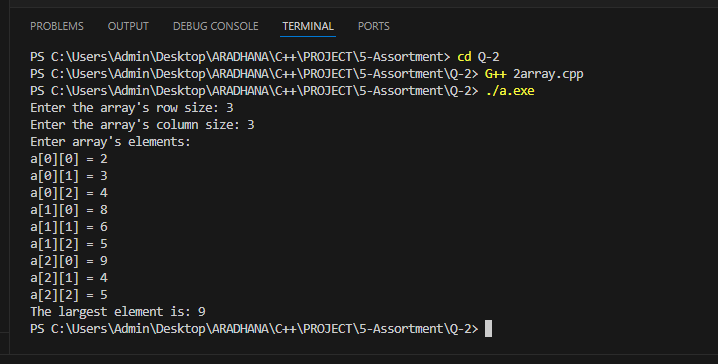 PROBLEMS OUTPUT DEBUG CONSOLE TERMINAL PORTS
PS C:\Users\Admin\Desktop\ARADHANA\C++\PROJECT\5-Assortment> cd Q-2
PS C:\Users\Admin\Desktop\ARADHANA\C++\PROJECT\5-Assortment\Q-2> G++ 2array.cpp
PS C:\Users\Admin\Desktop\ARADHANA\C++\PROJECT\5-Assortment\Q-2> ./a.exe
Enter the array's row size: 3
Enter the array's column size: 3
Enter array's elements:
a[0][0] = 2
a[0][1] = 3
a[0][2] = 4
a[1][0] = 8
a[1][1] = 6
a[1][2] = 5
a[2][0] = 9
a[2][1] = 4
a[2][2] = 5
The largest element is: 9
PS C:\Users\Admin\Desktop\ARADHANA\C++\PROJECT\5-Assortment\Q-2>